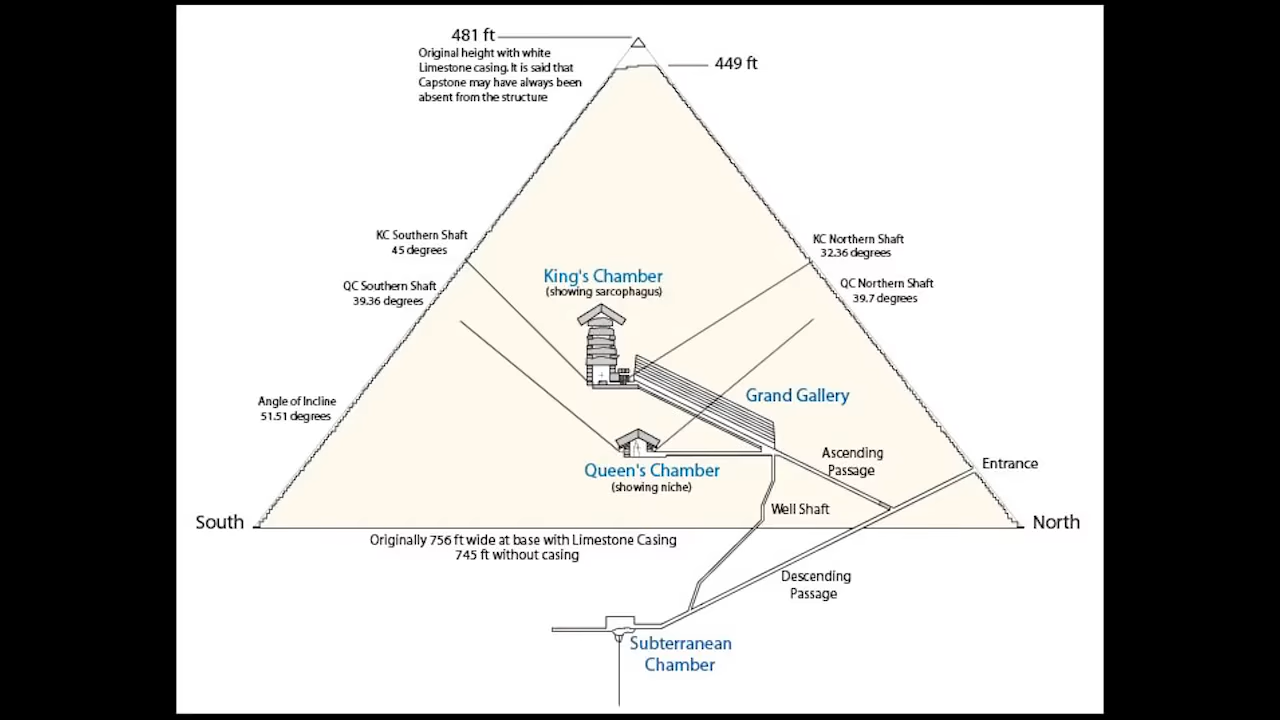 481 ft
Original height with white
Limestone casing. It is said that
Capstone may have always been
absent from the structure
449 ft
KC Southern Shaft
45 degrees
KC Northern Shaft
32.36 degrees
QC Southern Shaft
39.36 degrees
King's Chamber
(showing sarcophagus)
QC Northern Shaft
39.7 degrees
Angle of Incline
51.51 degrees
Grand Gallery
Ascending
Passage
Entrance
Queen's Chamber
(showing niche)
Well Shaft
South
North
Originally 756 ft wide at base with Limestone Casing
745 ft without casing
Descending
Passage
Subterranean
Chamber